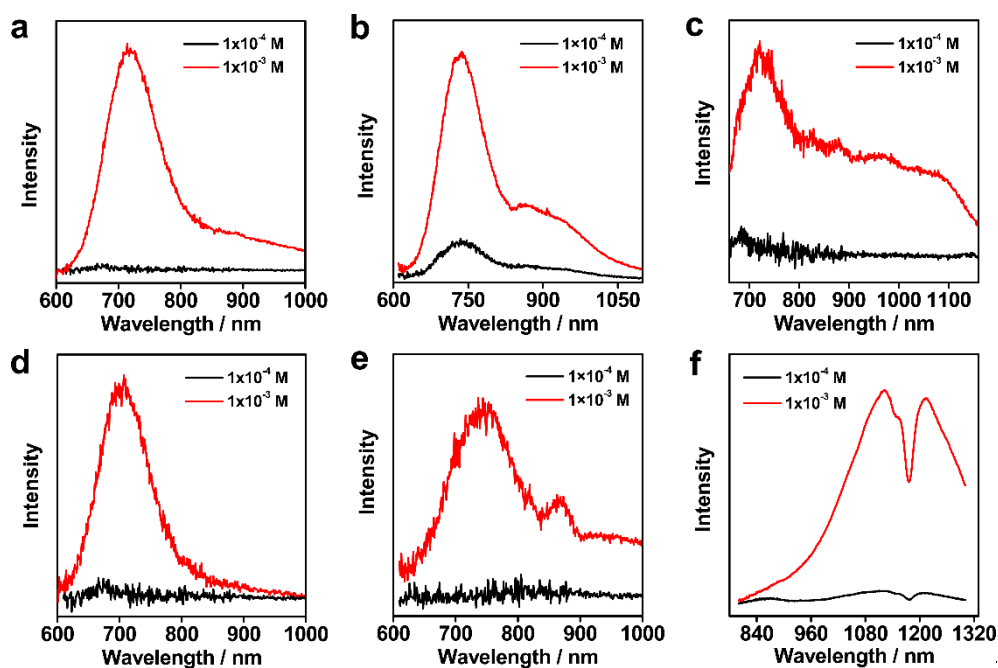 a
1x10⁻⁴ M
1x10⁻³ M
Intensity
600 700 800 900 1000
Wavelength / nm
b
1×10⁻⁴ M
1×10⁻³ M
Intensity
600 750 900 1050
Wavelength / nm
c
1x10⁻⁴ M
1x10⁻³ M
Intensity
700 800 900 1000 1100
Wavelength / nm
d
1x10⁻⁴ M
1x10⁻³ M
Intensity
600 700 800 900 1000
Wavelength / nm
e
1×10⁻⁴ M
1×10⁻³ M
Intensity
600 700 800 900 1000
Wavelength / nm
f
1x10⁻⁴ M
1x10⁻³ M
Intensity
840 960 1080 1200 1320
Wavelength / nm